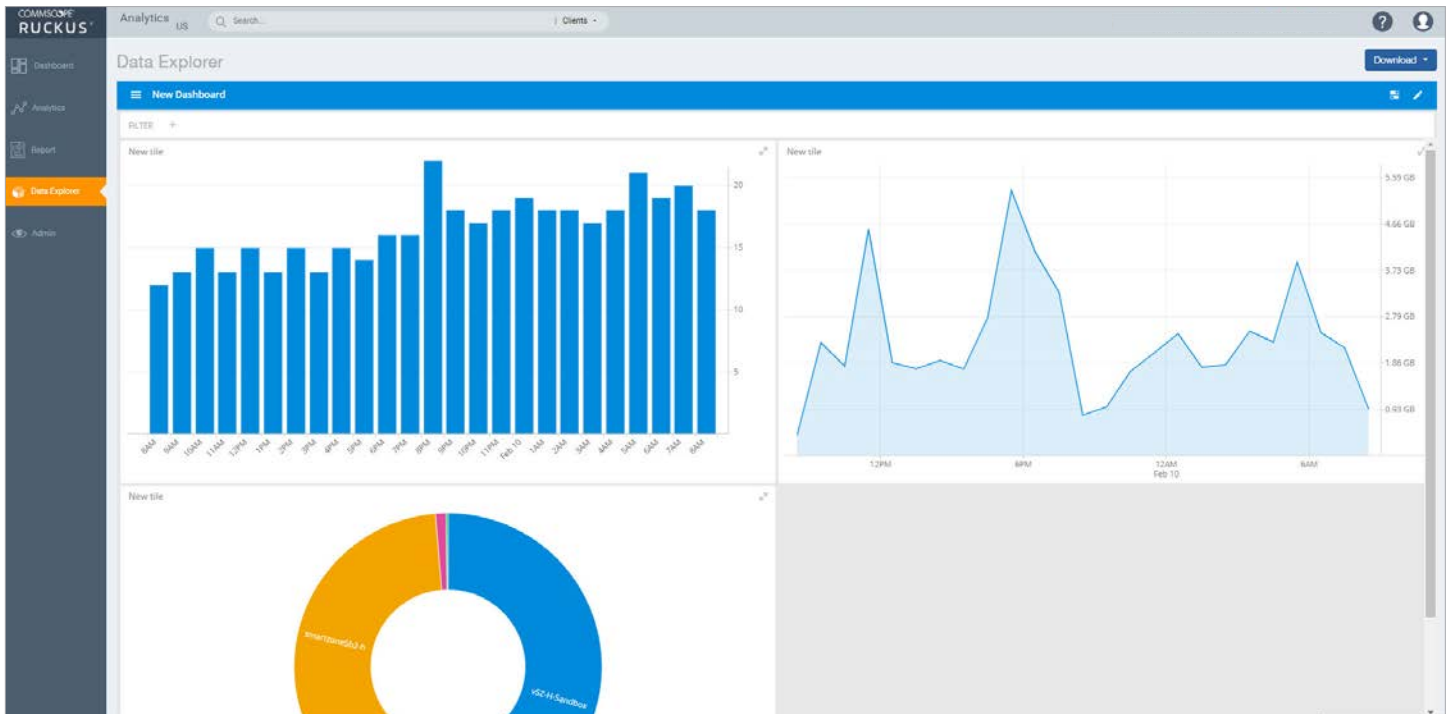 COMMSCOPE
RUCKUS
Analytics US
Search...
| Clients
Dashboard
Analytics
Report
Data Explorer
Admin
Data Explorer
Download
New Dashboard
FILTER +
New tile
20
15
10
5
8AM 9AM 10AM 11AM 12PM 1PM 2PM 3PM 4PM 5PM 6PM 7PM 8PM 9PM 10PM 11PM Feb 10 1AM 2AM 3AM 4AM 5AM 6AM 7AM 8AM
New tile
5.59 GB
4.66 GB
3.73 GB
2.79 GB
1.86 GB
0.93 GB
12PM 6PM 12AM 6AM
Feb 10
New tile
smartzone5b2-h
vSZ-H-Sandbox